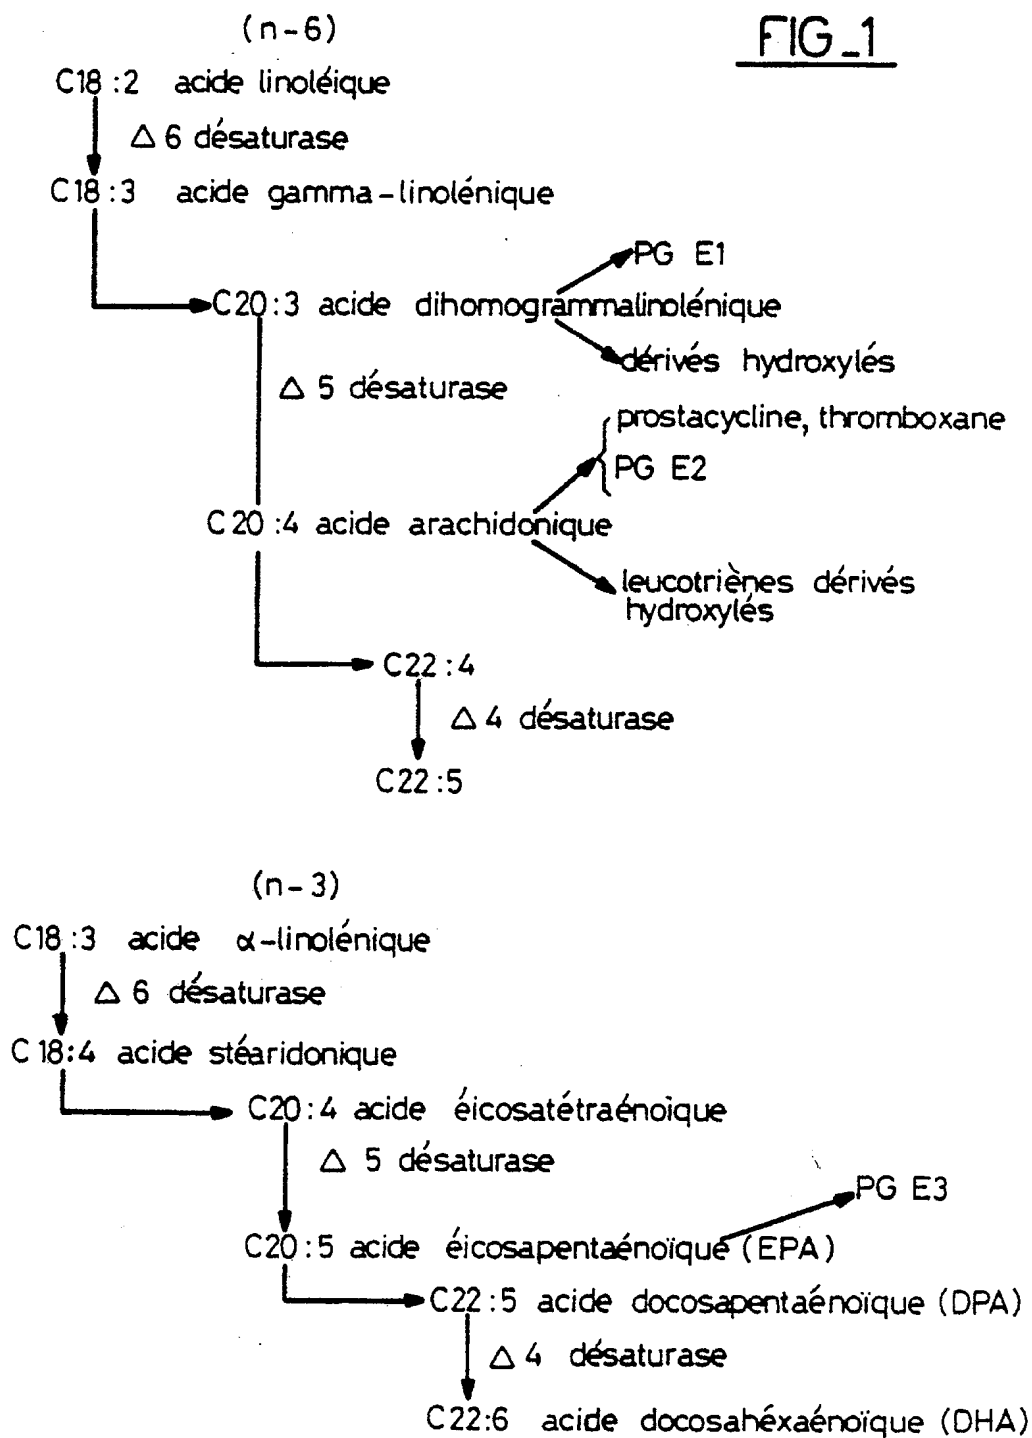 (n-6)
FIG_1
C18:2 acide linoléique
△ 6 désaturase
C18:3 acide gamma-linolénique
PG E1
C20:3 acide dihomogrammalinolénique
dérivés hydroxylés
△ 5 désaturase
prostacycline, thromboxane
PG E2
C20:4 acide arachidonique
leucotriènes dérivés
hydroxylés
C22:4
△ 4 désaturase
C22:5
(n-3)
C18:3 acide α-linolénique
△ 6 désaturase
C18:4 acide stéaridonique
C20:4 acide éicosatétraénoïque
△ 5 désaturase
PG E3
C20:5 acide éicosapentaénoïque (EPA)
C22:5 acide docosapentaénoïque (DPA)
△ 4 désaturase
C22:6 acide docosahéxaénoïque (DHA)